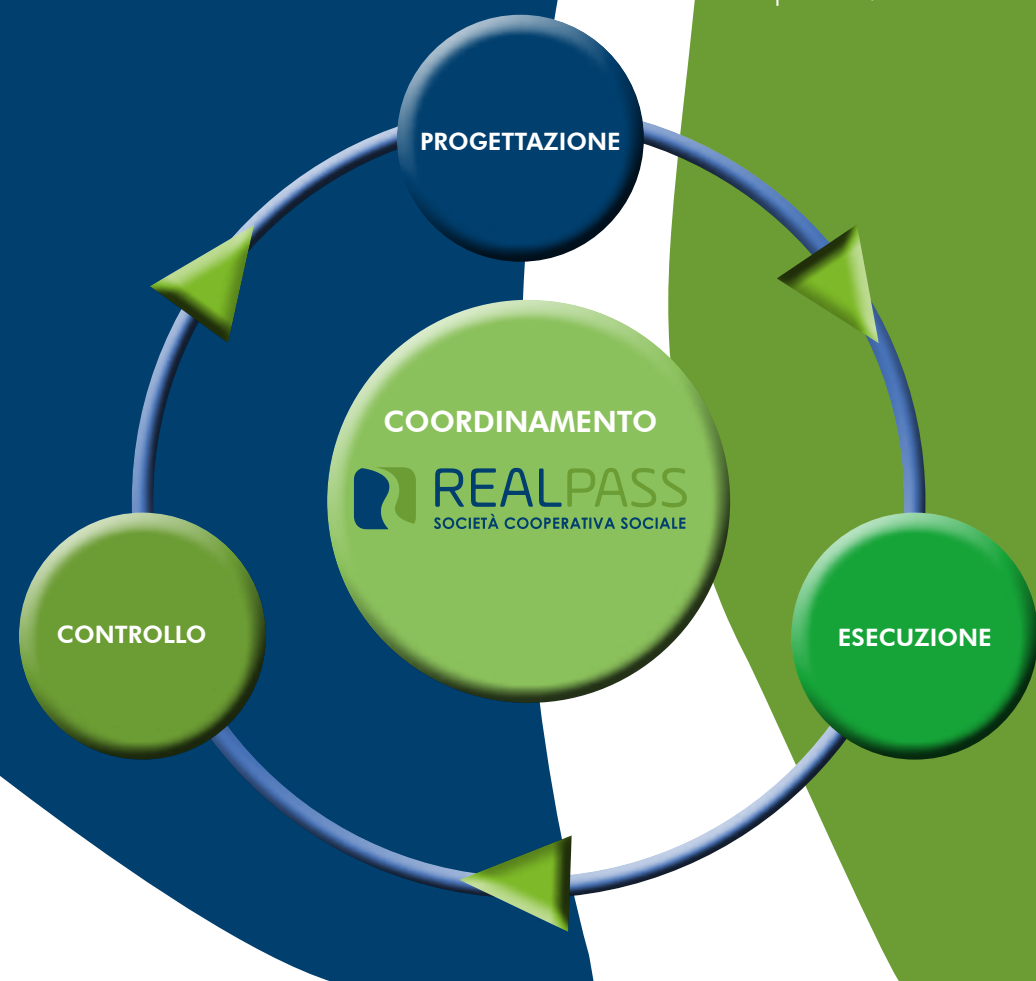 PROGETTAZIONE
COORDINAMENTO
REALPASS
SOCIETÀ COOPERATIVA SOCIALE
CONTROLLO
ESECUZIONE